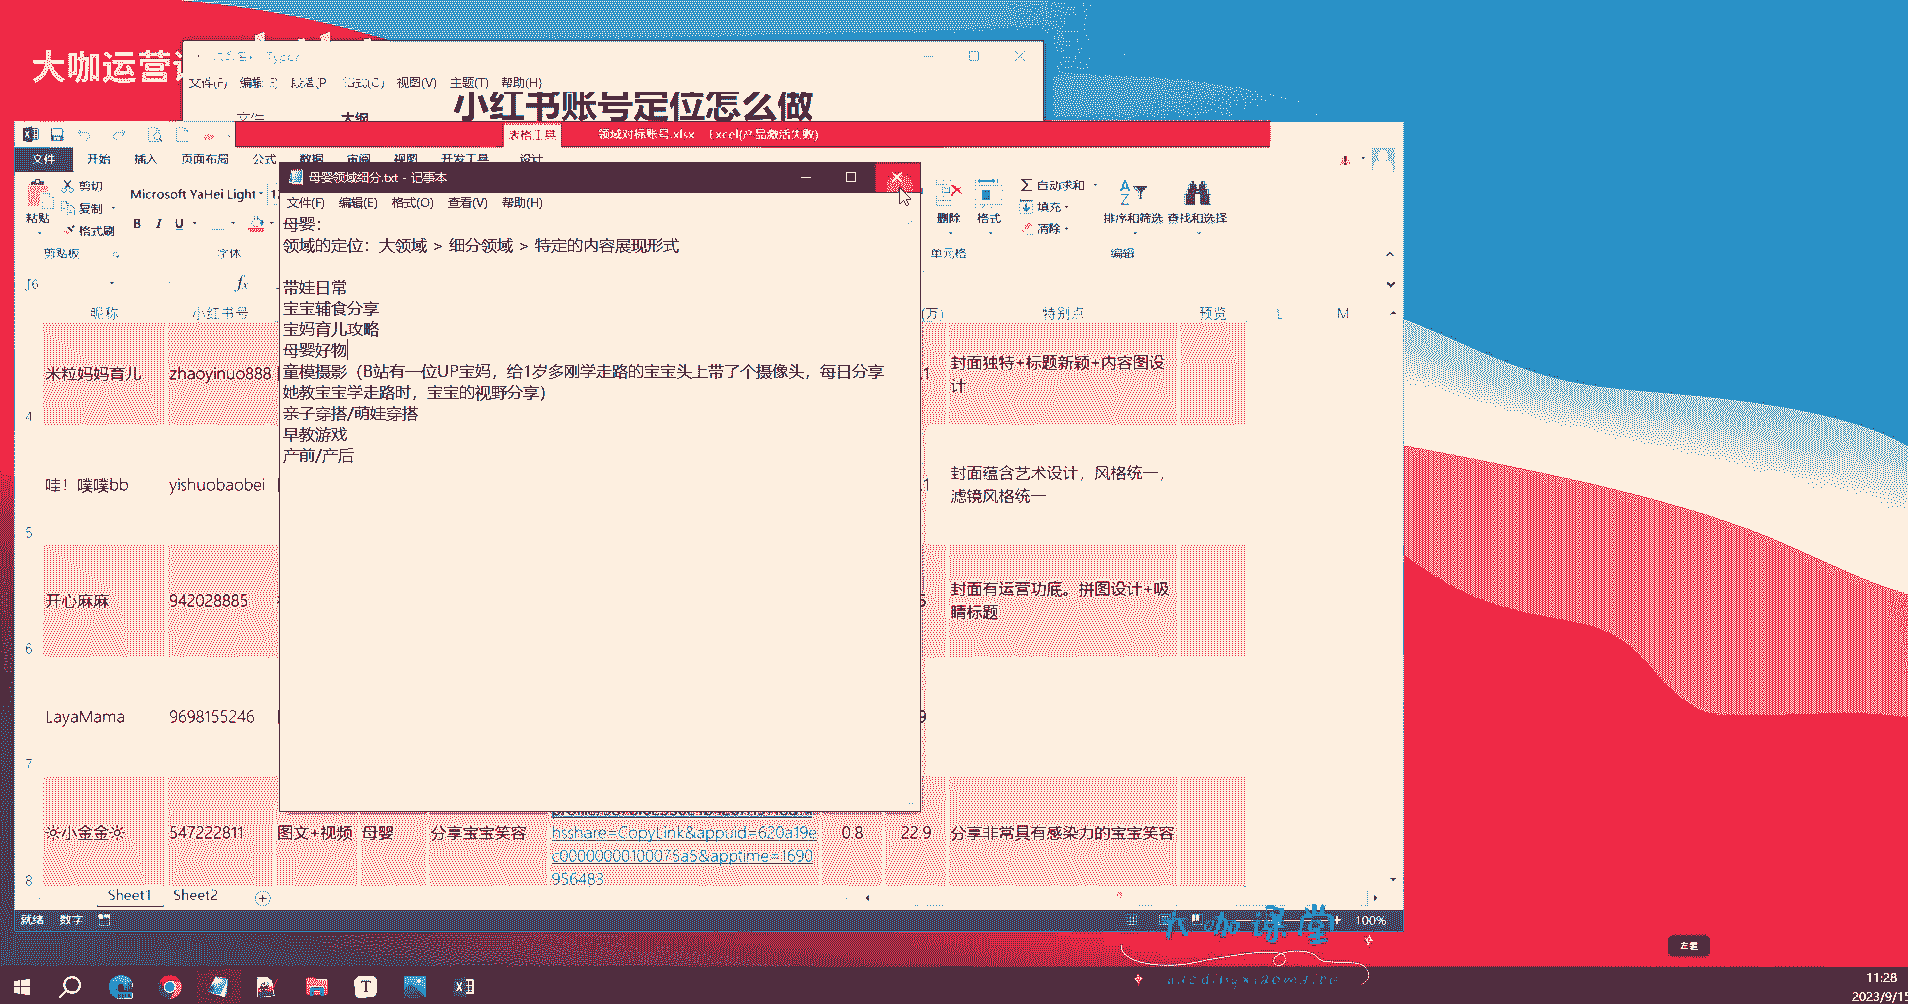 大咖运营
文件(F) 编辑(E) 段落(P 格式(O) 视图(V) 主题(T) 帮助(H)
文件 大纲
小红书账号定位怎么做
表格工具 领域对标账号.xlsx - Excel(产品激活失败)
文件 开始 插入 页面布局 公式 数据 审阅 视图 开发工具 设计
剪切
复制
格式刷
粘贴
剪贴板
Microsoft YaHei Light
B I U
字体
删除 格式
单元格
自动求和
填充
清除
排序和筛选 查找和选择
编辑
J6
fx
母婴领域细分.txt - 记事本
文件(F) 编辑(E) 格式(O) 查看(V) 帮助(H)
母婴：
领域的定位：大领域 > 细分领域 > 特定的内容展现形式
带娃日常
宝宝辅食分享
宝妈育儿攻略
母婴好物
童模摄影（B站有一位UP宝妈，给1岁多刚学走路的宝宝头上带了个摄像头，每日分享
她教宝宝学走路时，宝宝的视野分享）
亲子穿搭/萌娃穿搭
早教游戏
产前/产后
昵称 小红书号 (万) 特别点 预览 L M
4 米粒妈妈育儿 zhaoyinuo888 .1 封面独特+标题新颖+内容图设
计
5 哇！噗噗bb yishuobaobei .1 封面蕴含艺术设计，风格统一，
滤镜风格统一
6 开心麻麻 942028885 封面有运营功底。拼图设计+吸
睛标题
7 LayaMama 9698155246 9
8 ☼小金金☼ 547222811 图文+视频 母婴 分享宝宝笑容
hsshare=CopyLink&appuid=620a19e
c00000000100075a5&apptime=1690
956483
0.8 22.9 分享非常具有感染力的宝宝笑容
Sheet1 Sheet2
就绪 数字
100%
大咖课堂
左键
11:28
2023/9/15